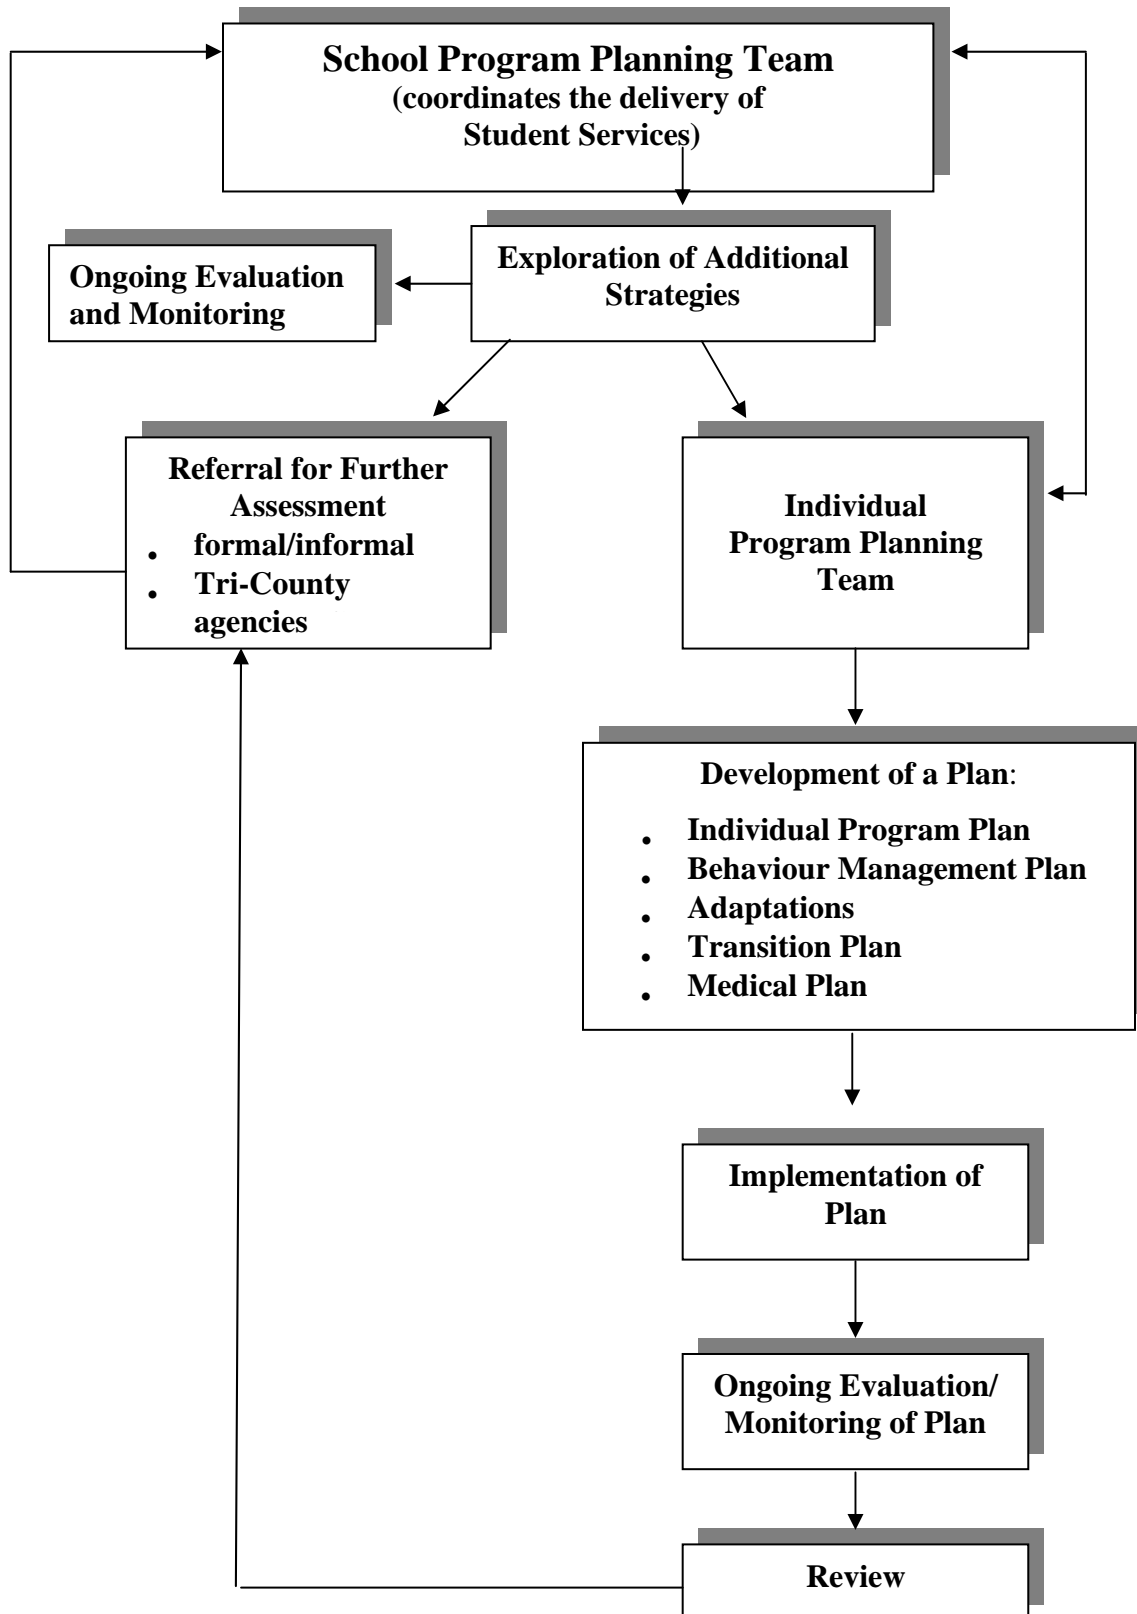 School Program Planning Team
(coordinates the delivery of
Student Services)
Exploration of Additional
Strategies
Ongoing Evaluation
and Monitoring
Referral for Further
Assessment
• formal/informal
• Tri-County
agencies
Individual
Program Planning
Team
Development of a Plan:
• Individual Program Plan
• Behaviour Management Plan
• Adaptations
• Transition Plan
• Medical Plan
Implementation of
Plan
Ongoing Evaluation/
Monitoring of Plan
Review